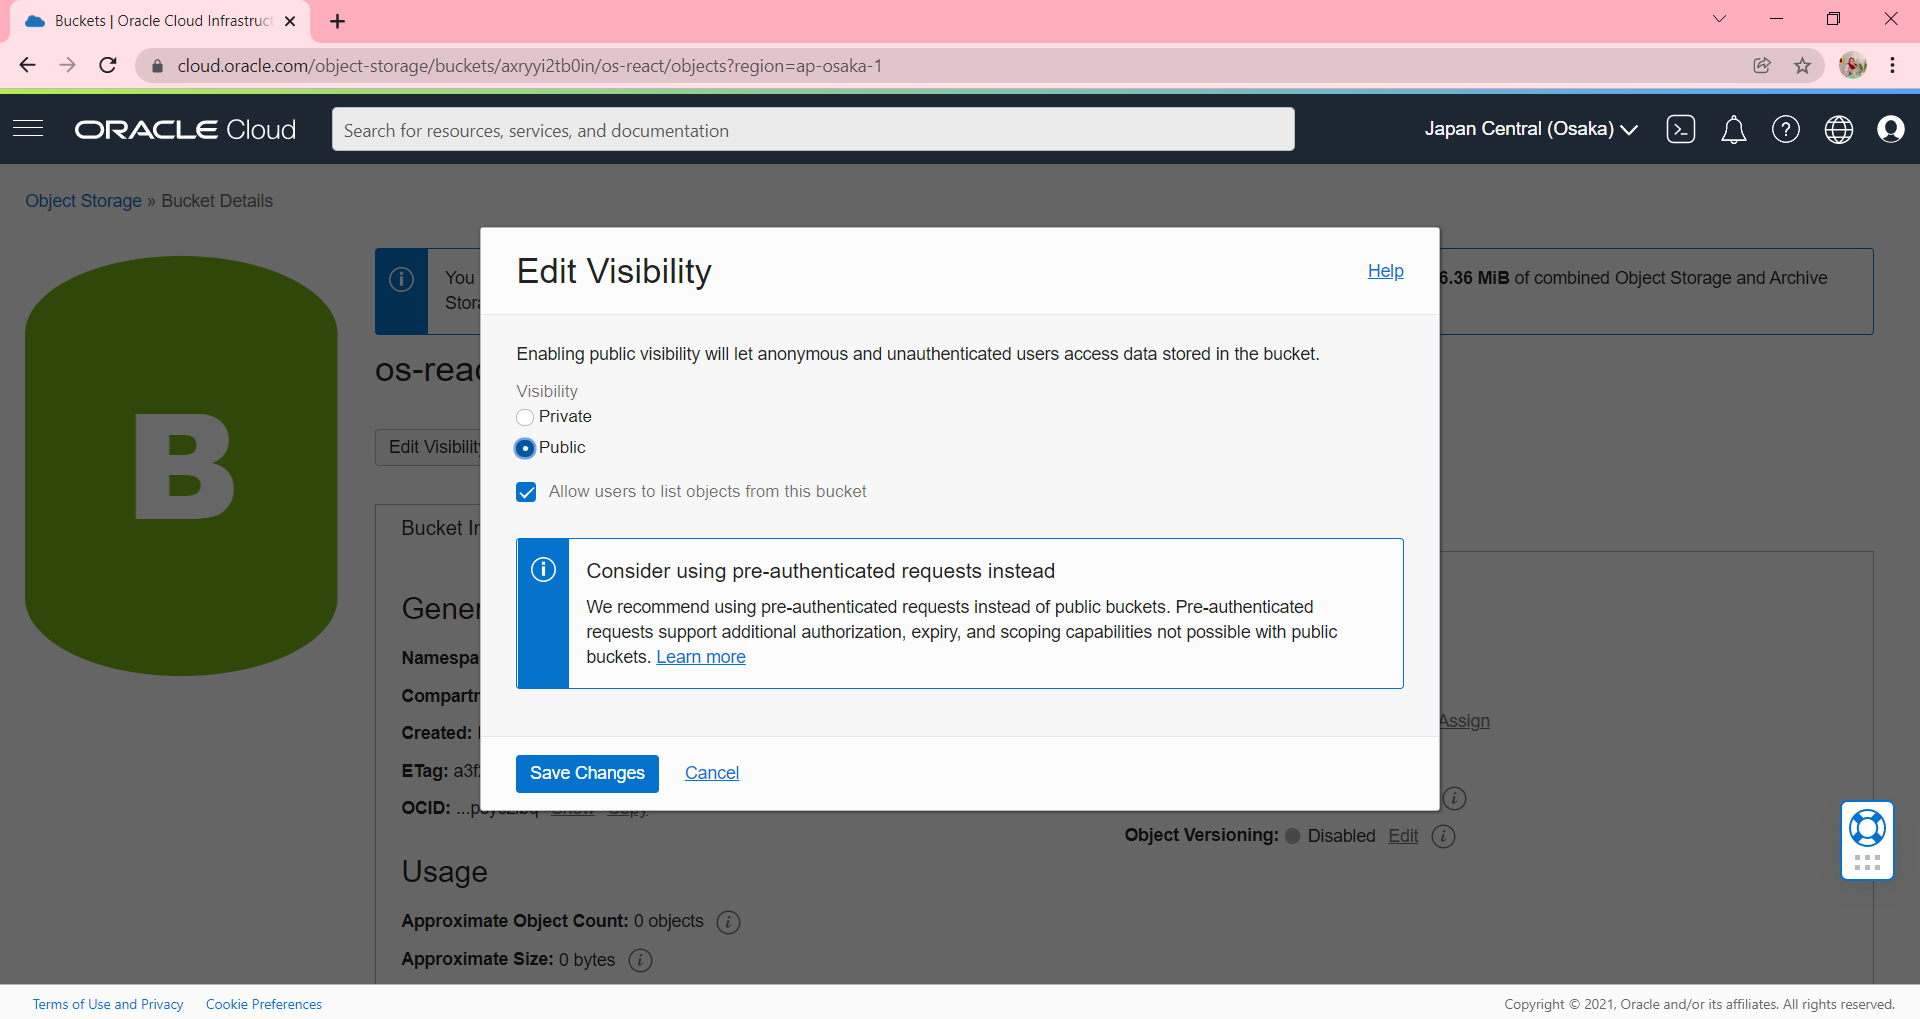 Buckets | Oracle Cloud Infrastruct
cloud.oracle.com/object-storage/buckets/axryyi2tb0in/os-react/objects?region=ap-osaka-1
ORACLE Cloud
Search for resources, services, and documentation
Japan Central (Osaka)
Object Storage » Bucket Details
B
You
6.36 MiB of combined Object Storage and Archive
Stora
os-reac
Edit Visibility
Bucket In
Gener
Namespa
Compartm
Created:
ETag: a3f
OCID:
Show Copy
Edit Visibility
Help
Enabling public visibility will let anonymous and unauthenticated users access data stored in the bucket.
Visibility
Private
Public
Allow users to list objects from this bucket
Consider using pre-authenticated requests instead
We recommend using pre-authenticated requests instead of public buckets. Pre-authenticated
requests support additional authorization, expiry, and scoping capabilities not possible with public
buckets. Learn more
Save Changes Cancel
Assign
Object Versioning: Disabled Edit
Usage
Approximate Object Count: 0 objects
Approximate Size: 0 bytes
Terms of Use and Privacy Cookie Preferences
Copyright © 2021, Oracle and/or its affiliates. All rights reserved.